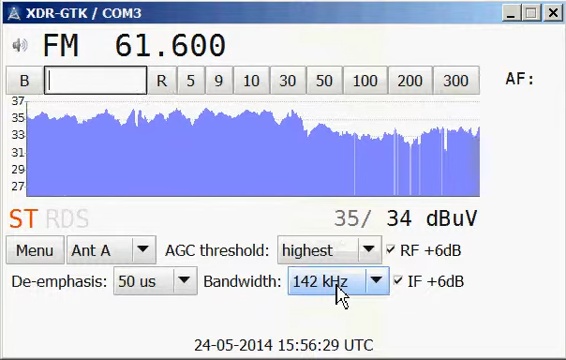 XDR-GTK / COM3
FM 61.600
B R 5 9 10 30 50 100 200 300 AF:
37
35
33
31
29
27
ST RDS 35/ 34 dBuV
Menu Ant A AGC threshold: highest RF +6dB
De-emphasis: 50 us Bandwidth: 142 kHz IF +6dB
24-05-2014 15:56:29 UTC